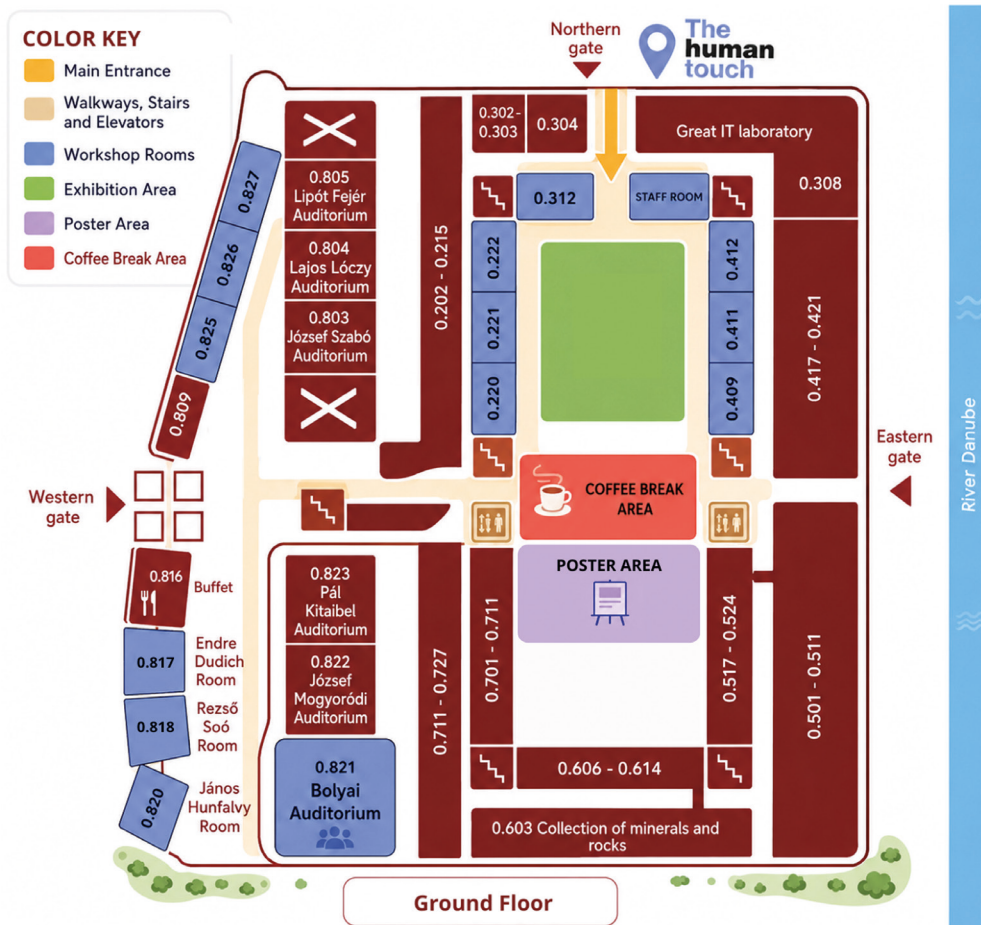 COLOR KEY
Main Entrance
Walkways, Stairs
and Elevators
Workshop Rooms
Exhibition Area
Poster Area
Coffee Break Area
Northern
gate
The
human
touch
0.302-
0.303
0.304
Great IT laboratory
0.308
0.827
0.826
0.825
0.809
0.805
Lipót Fejér
Auditorium
0.804
Lajos Lóczy
Auditorium
0.803
József Szabó
Auditorium
0.202 - 0.215
0.312
STAFF ROOM
0.222
0.221
0.220
0.412
0.411
0.409
0.417 - 0.421
Eastern
gate
River Danube
Western
gate
COFFEE BREAK
AREA
POSTER AREA
0.816
Buffet
0.817
Endre
Dudich
Room
0.818
Rezső
Soó
Room
0.820
János
Hunfalvy
Room
0.823
Pál
Kitaibel
Auditorium
0.822
József
Mogyoródi
Auditorium
0.821
Bolyai
Auditorium
0.711 - 0.727
0.701 - 0.711
0.517 - 0.524
0.501 - 0.511
0.606 - 0.614
0.603 Collection of minerals and
rocks
Ground Floor